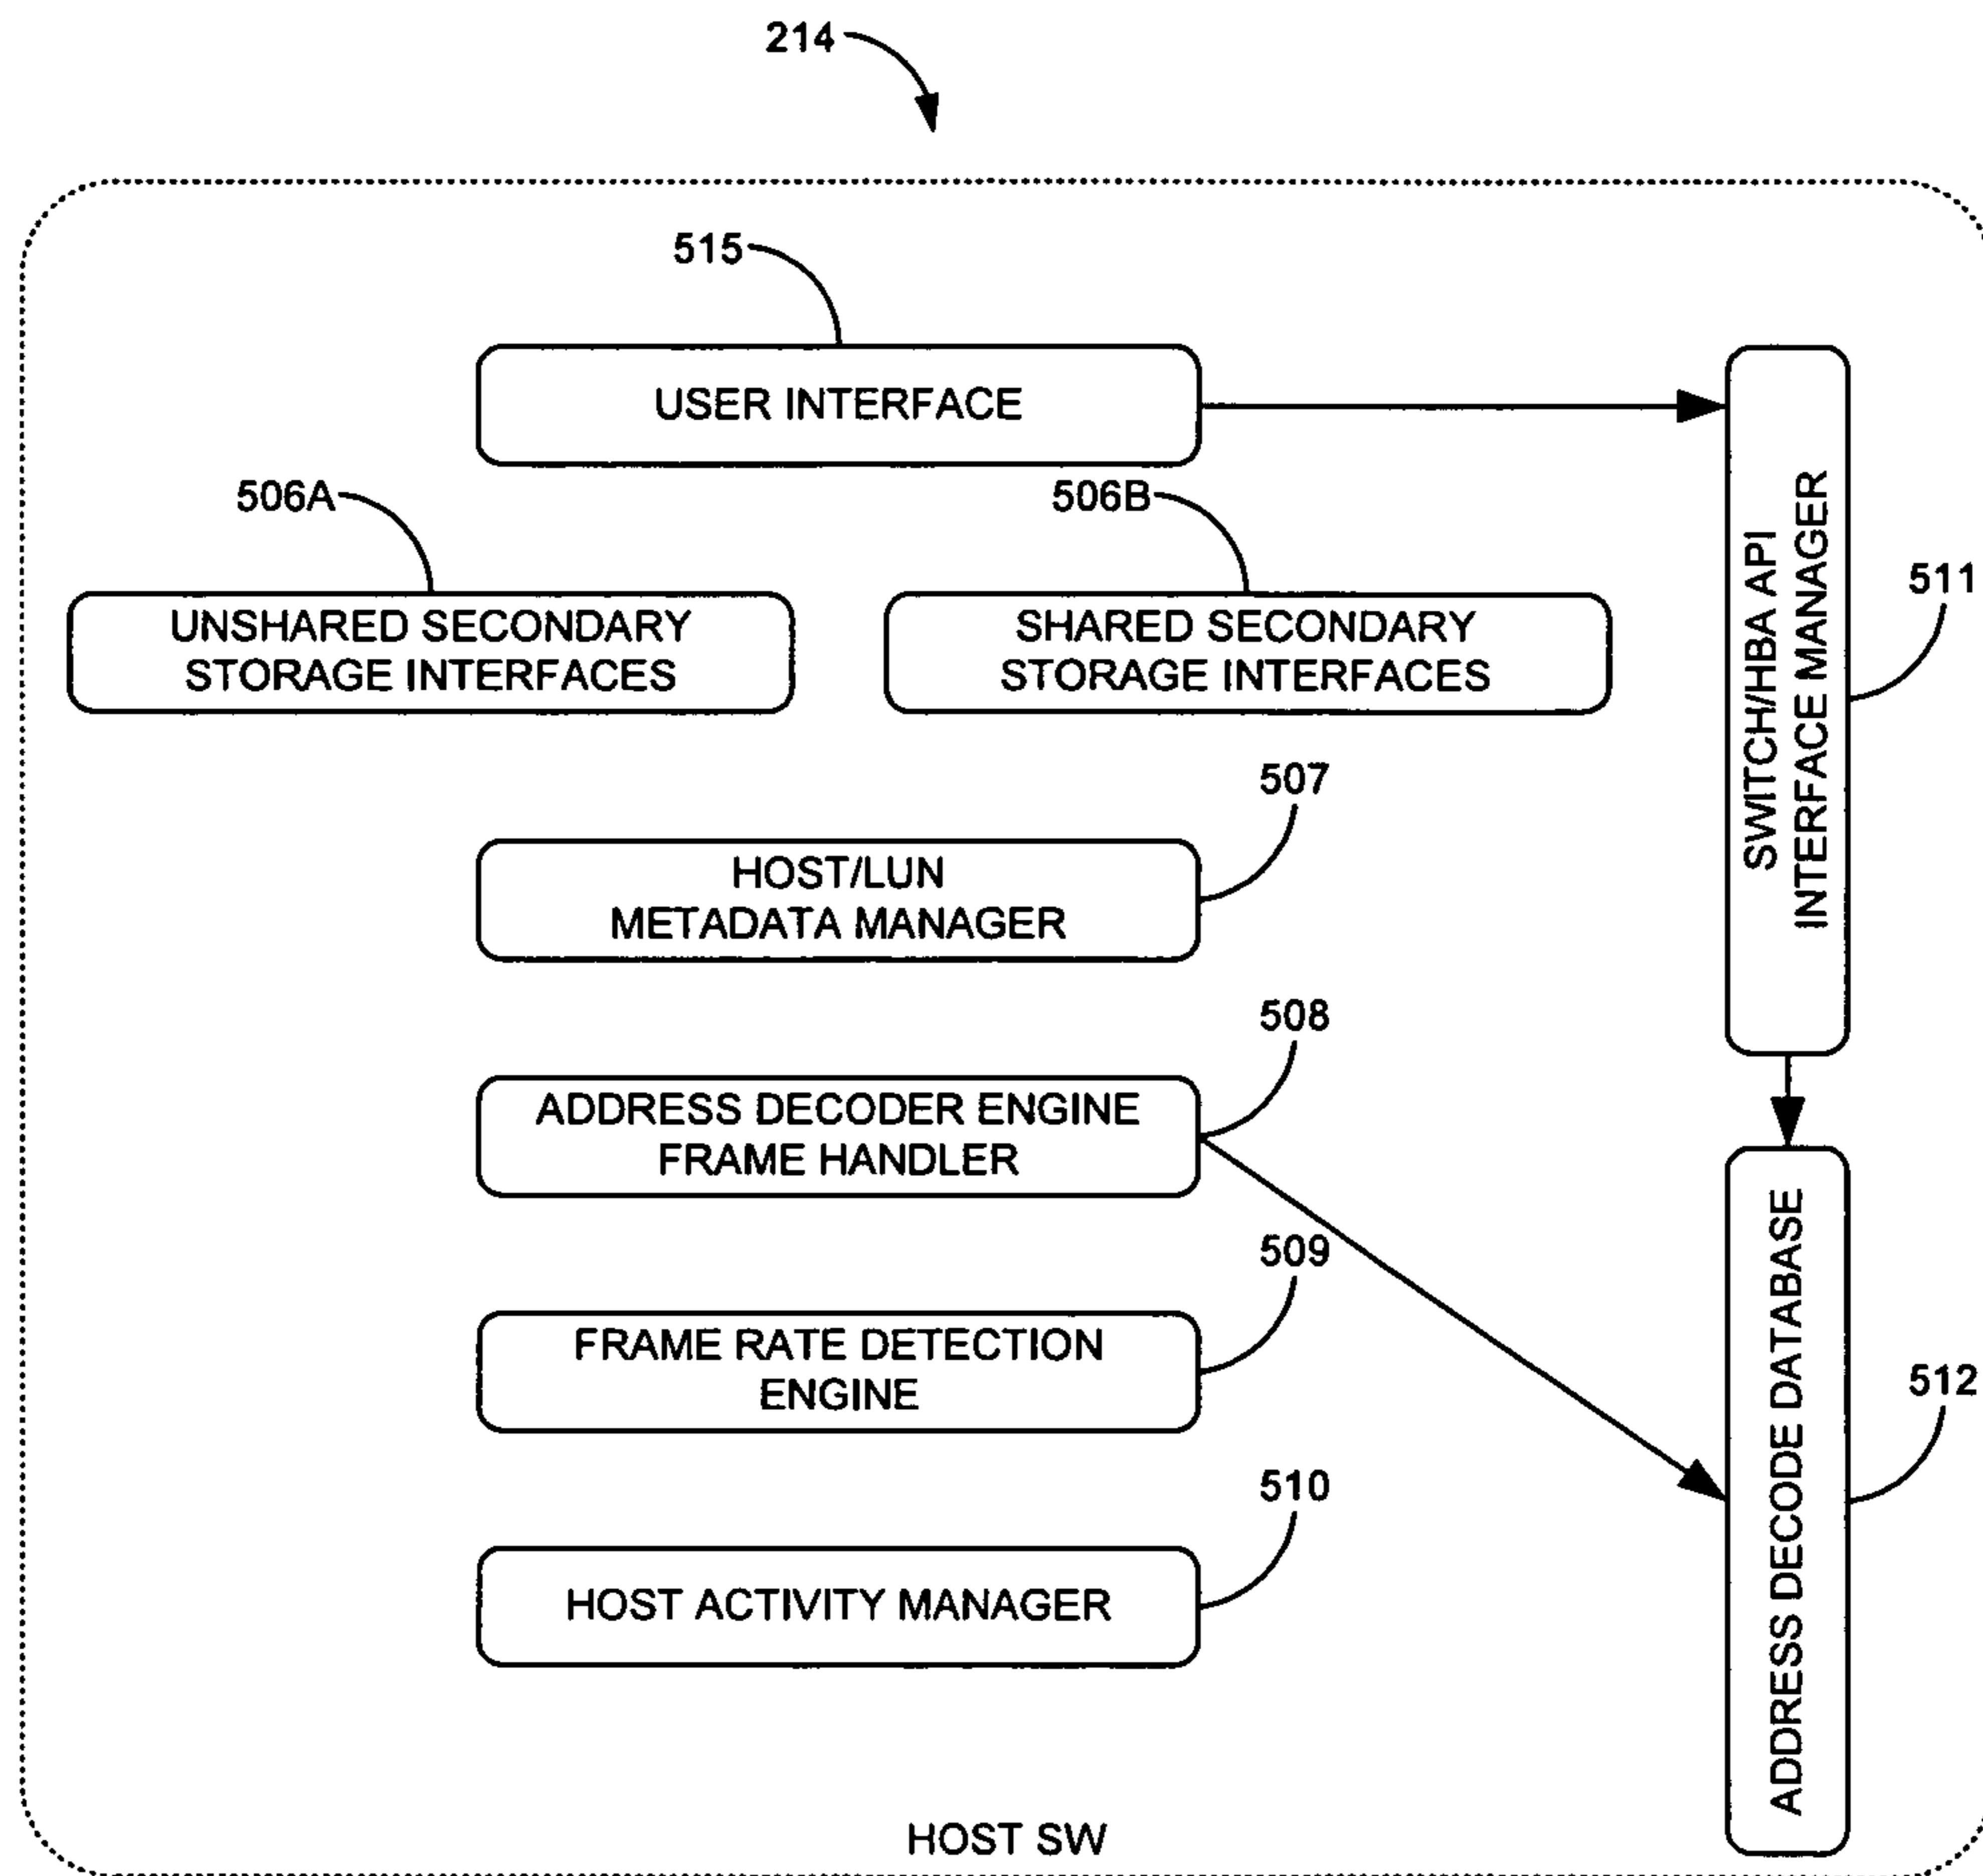 214
515
USER INTERFACE
506A
506B
UNSHARED SECONDARY
STORAGE INTERFACES
SHARED SECONDARY
STORAGE INTERFACES
SWITCH/HBA API
INTERFACE MANAGER
511
507
HOST/LUN
METADATA MANAGER
508
ADDRESS DECODER ENGINE
FRAME HANDLER
509
FRAME RATE DETECTION
ENGINE
ADDRESS DECODE DATABASE
512
510
HOST ACTIVITY MANAGER
HOST SW